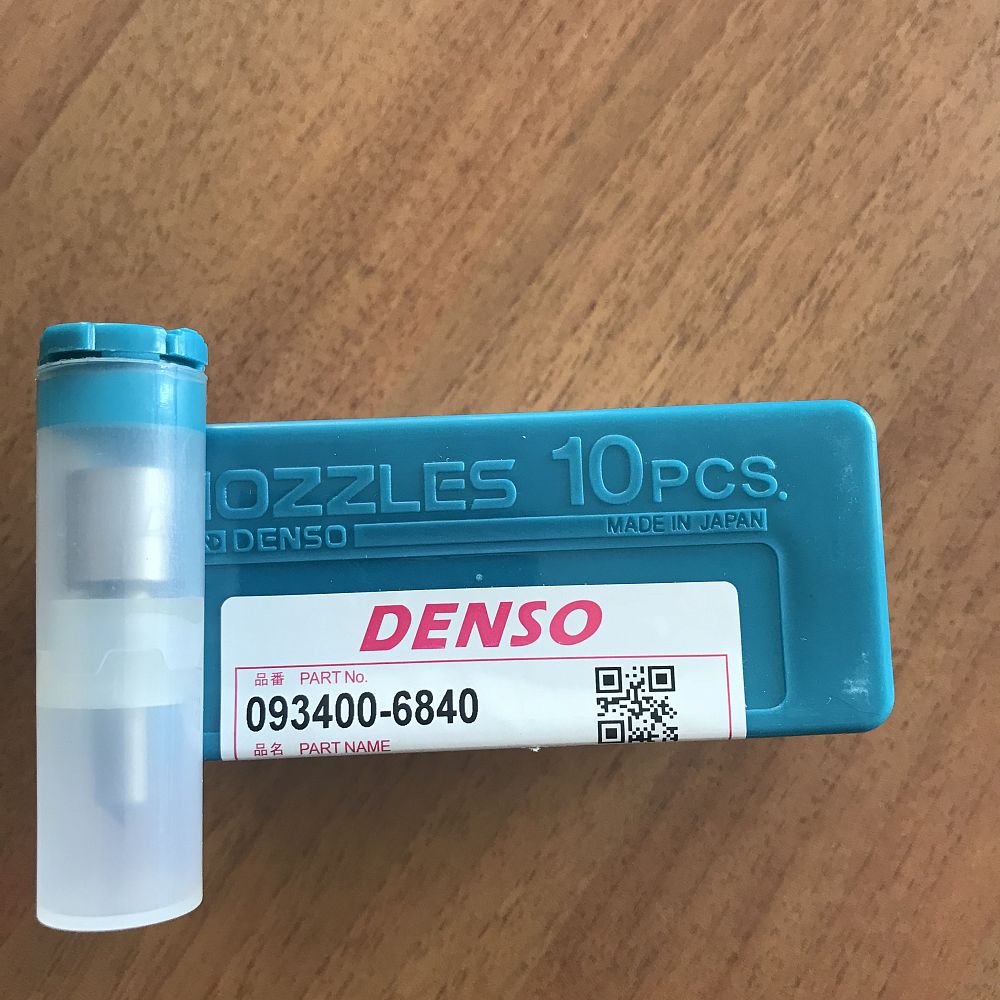 NOZZLES 10PCS.
DENSO MADE IN JAPAN
DENSO
品番 PART No.
093400-6840
品名 PART NAME